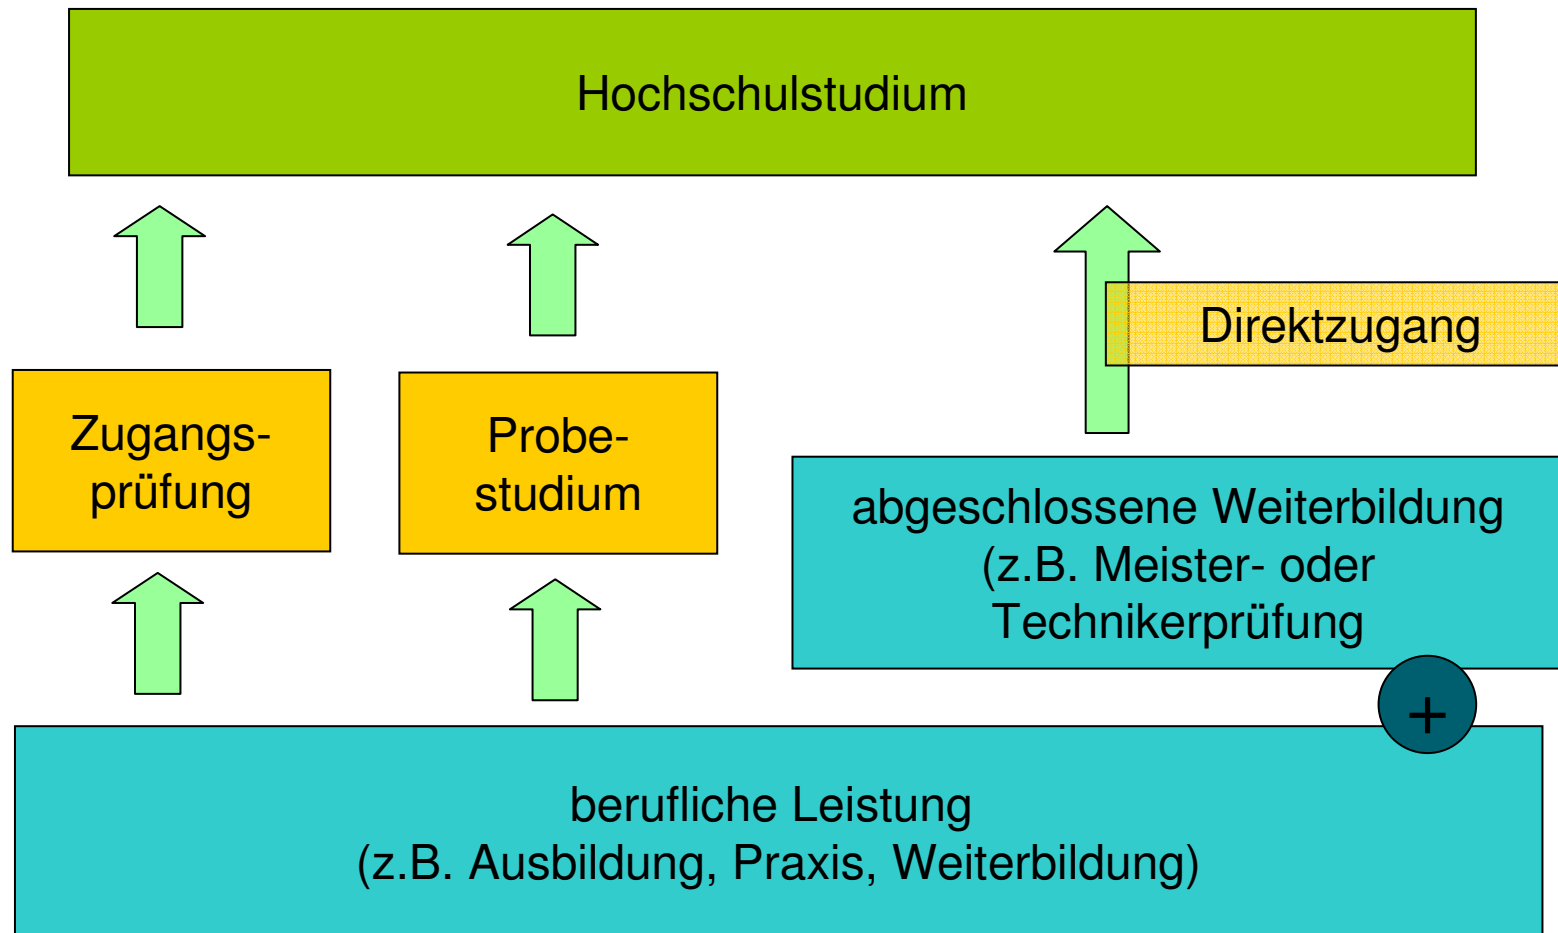 Hochschulstudium
Direktzugang
Zugangs-
prüfung
Probe-
studium
abgeschlossene Weiterbildung
(z.B. Meister- oder
Technikerprüfung
+
berufliche Leistung
(z.B. Ausbildung, Praxis, Weiterbildung)